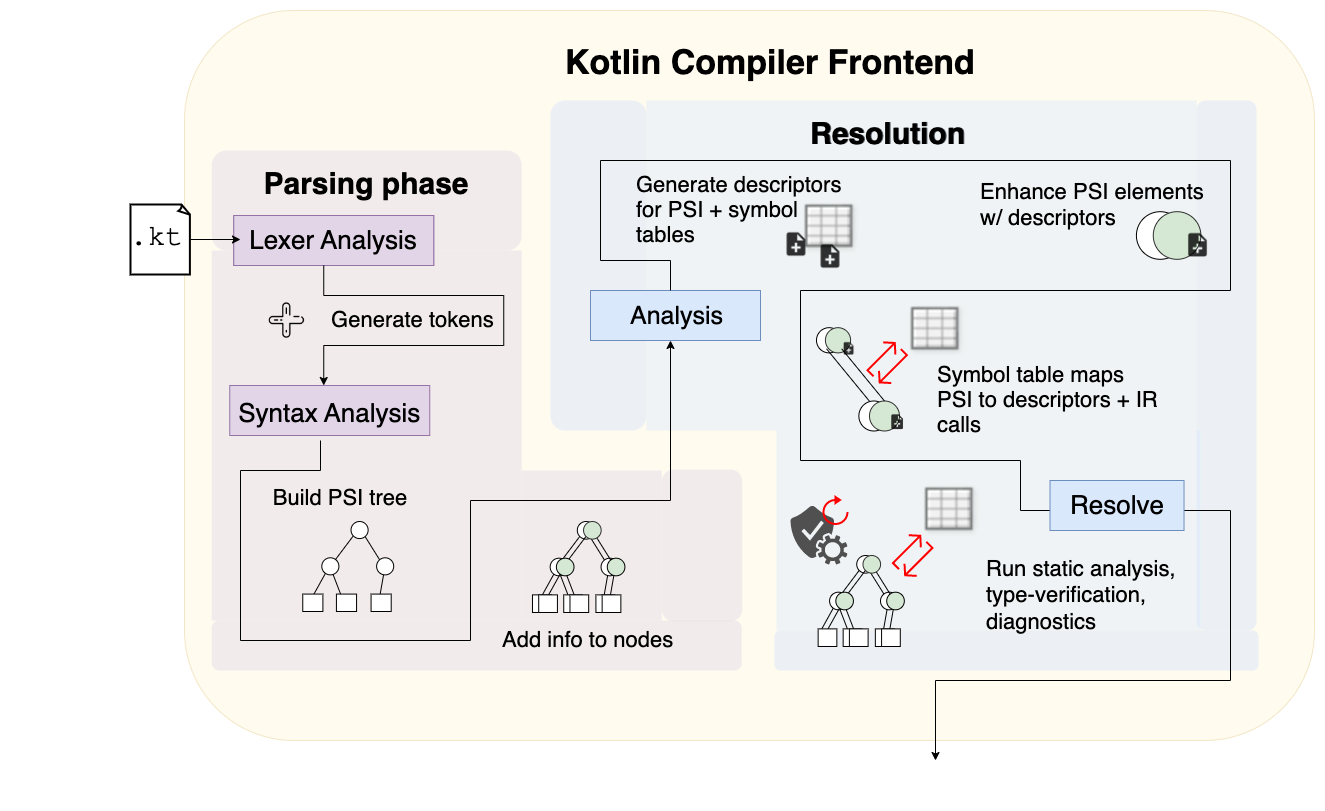 Kotlin Compiler Frontend
Parsing phase
.kt
Lexer Analysis
Generate tokens
Syntax Analysis
Build PSI tree
Add info to nodes
Resolution
Generate descriptors
for PSI + symbol
tables
Enhance PSI elements
w/ descriptors
Analysis
Symbol table maps
PSI to descriptors + IR
calls
Resolve
Run static analysis,
type-verification,
diagnostics